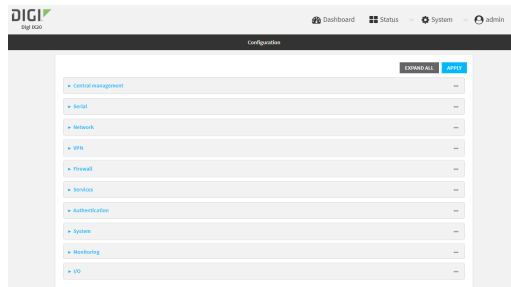 DIGI
Digi IX20
Dashboard Status System admin
Configuration
EXPAND ALL APPLY
Central management
Serial
Network
VPN
Firewall
Services
Authentication
System
Monitoring
I/O